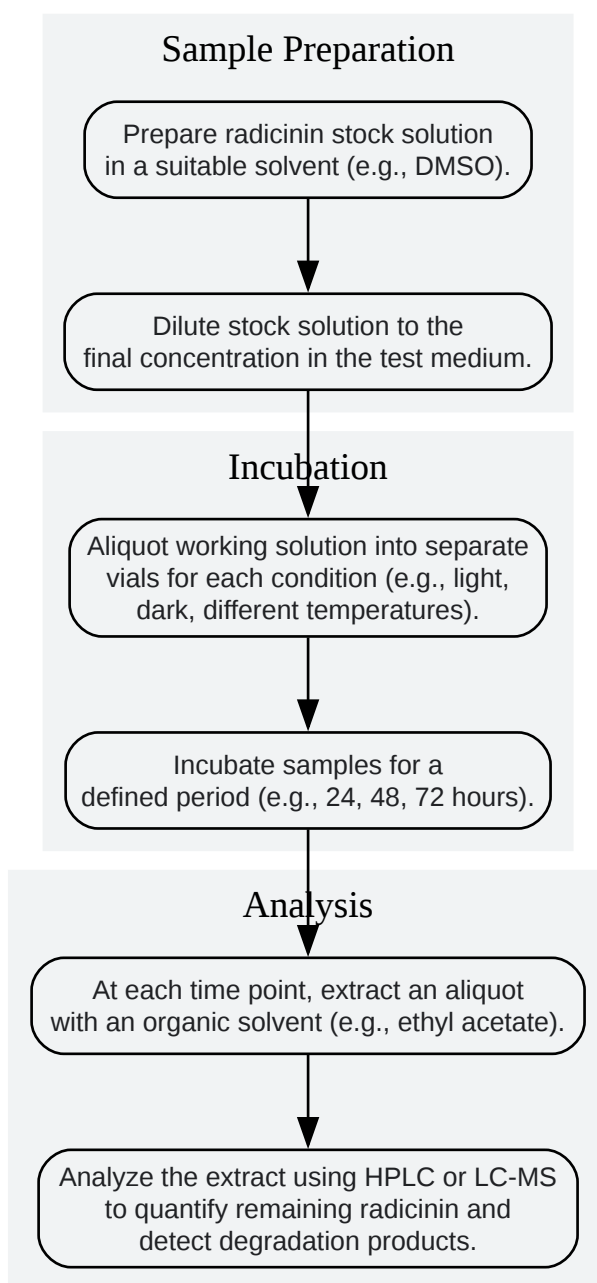 Sample Preparation
Prepare radicinin stock solution
in a suitable solvent (e.g., DMSO).
Dilute stock solution to the
final concentration in the test medium.
Incubation
Aliquot working solution into separate
vials for each condition (e.g., light,
dark, different temperatures).
Incubate samples for a
defined period (e.g., 24, 48, 72 hours).
Analysis
At each time point, extract an aliquot
with an organic solvent (e.g., ethyl acetate).
Analyze the extract using HPLC or LC-MS
to quantify remaining radicinin and
detect degradation products.